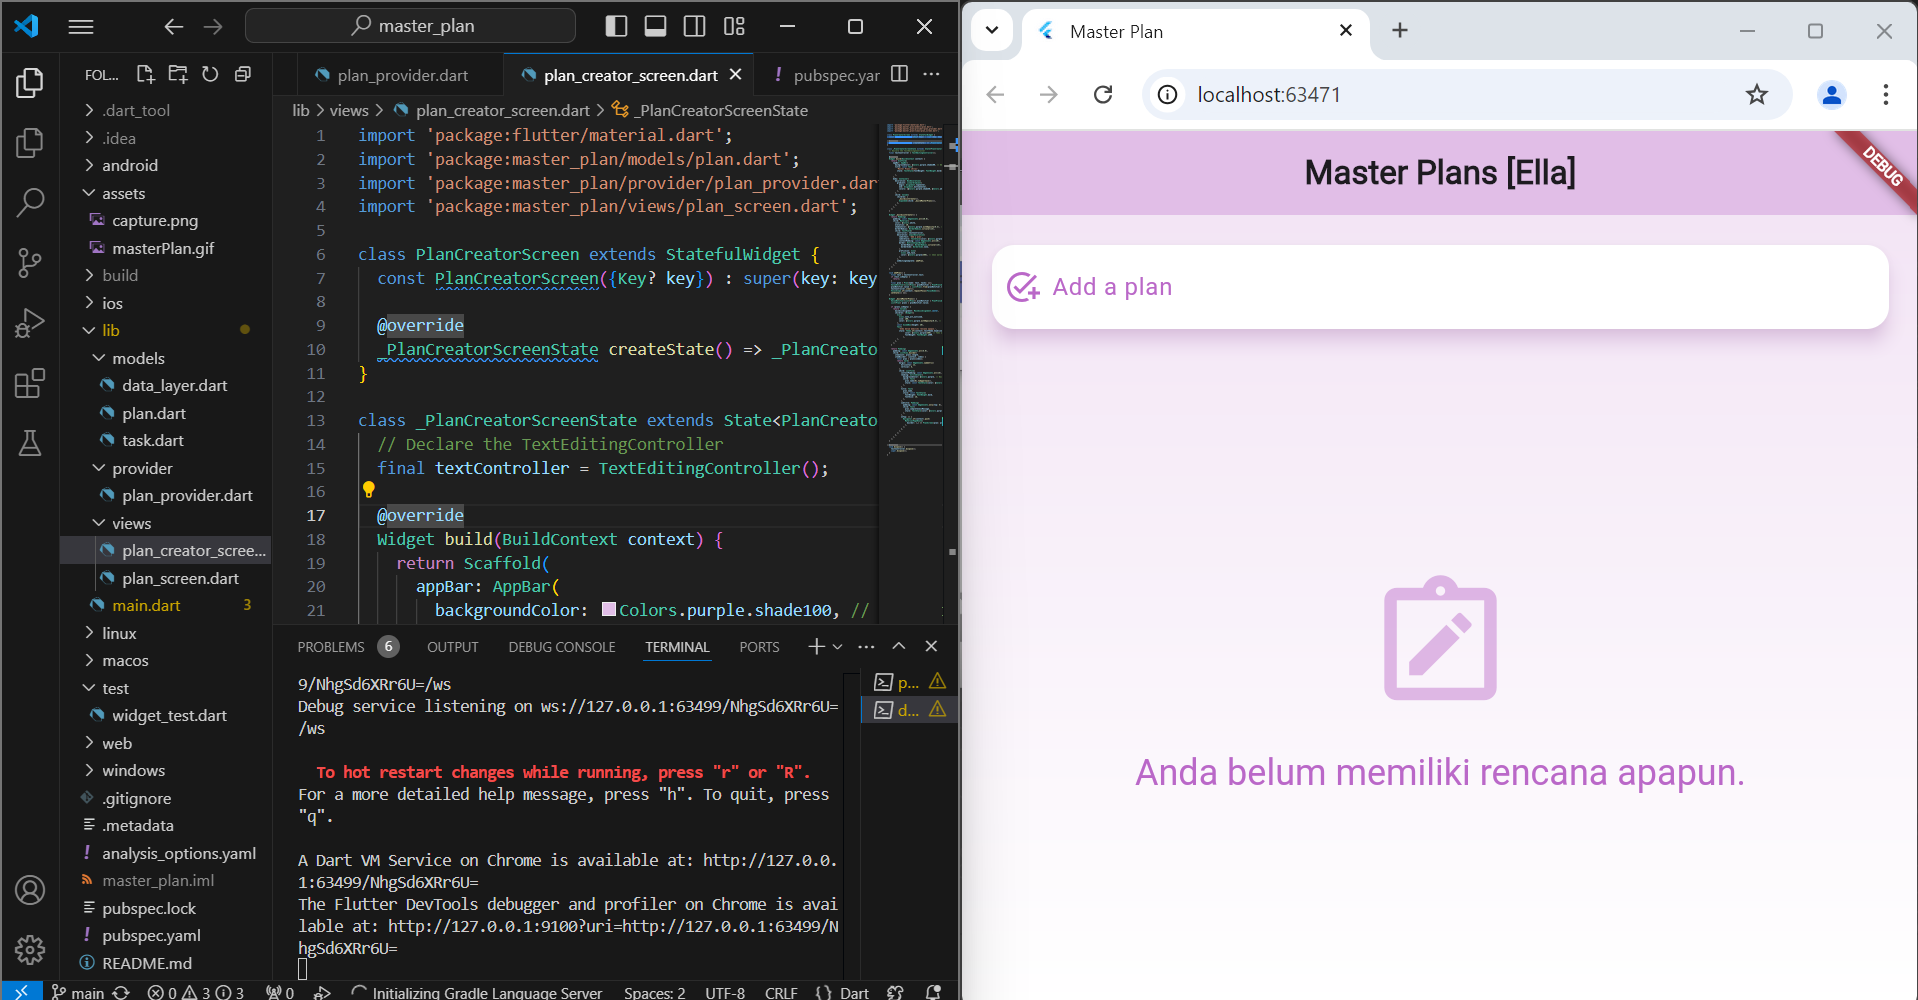 master_plan
FOL...
.dart_tool
.idea
android
assets
capture.png
masterPlan.gif
build
ios
lib
models
data_layer.dart
plan.dart
task.dart
provider
plan_provider.dart
views
plan_creator_scree...
plan_screen.dart
main.dart 3
linux
macos
test
widget_test.dart
web
windows
.gitignore
.metadata
analysis_options.yaml
master_plan.iml
pubspec.lock
pubspec.yaml
README.md
plan_provider.dart
plan_creator_screen.dart
! pubspec.yar
lib > views > plan_creator_screen.dart > _PlanCreatorScreenState
1 import 'package:flutter/material.dart';
2 import 'package:master_plan/models/plan.dart';
3 import 'package:master_plan/provider/plan_provider.dar
4 import 'package:master_plan/views/plan_screen.dart';
5
6 class PlanCreatorScreen extends StatefulWidget {
7 const PlanCreatorScreen({Key? key}) : super(key: key
8
9 @override
10 _PlanCreatorScreenState createState() => _PlanCreato
11 }
12
13 class _PlanCreatorScreenState extends State<PlanCreato
14 // Declare the TextEditingController
15 final textController = TextEditingController();
16
17 @override
18 Widget build(BuildContext context) {
19 return Scaffold(
20 appBar: AppBar(
21 backgroundColor: Colors.purple.shade100, //
PROBLEMS 6 OUTPUT DEBUG CONSOLE TERMINAL PORTS
9/NhgSd6XRr6U=/ws
Debug service listening on ws://127.0.0.1:63499/NhgSd6XRr6U=
/ws
To hot restart changes while running, press "r" or "R".
For a more detailed help message, press "h". To quit, press
"q".
A Dart VM Service on Chrome is available at: http://127.0.0.
1:63499/NhgSd6XRr6U=
The Flutter DevTools debugger and profiler on Chrome is avai
lable at: http://127.0.0.1:9100?uri=http://127.0.0.1:63499/N
hgSd6XRr6U=
p...
d...
main 0 3 3 0 Initializing Gradle Language Server Spaces: 2 UTF-8 CRLF {} Dart
Master Plan
localhost:63471
Master Plans [Ella]
DEBUG
Add a plan
Anda belum memiliki rencana apapun.